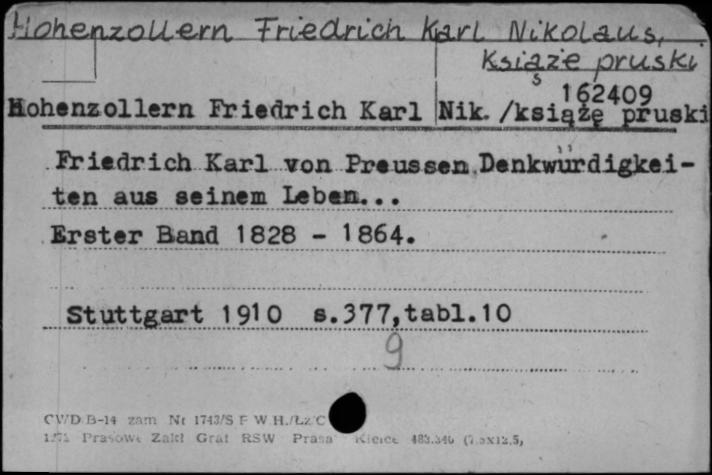 Hohenzollern Friedrich Karl Nikolaus,
Książe pruski
162409
Hohenzollern Friedrich Karl Nik. /książę pruski
Friedrich Karl von Preussen Denkwürdigkei-
ten aus seinem Leben...
Erster Band 1828 - 1864.
Stuttgart 1910 s.377,tabl.10
9
CWD B-14 zam Nr 1743/S F W H./Łz/C
Prasowe Zakł Graf RSW "Prasa" Kielce 483.346